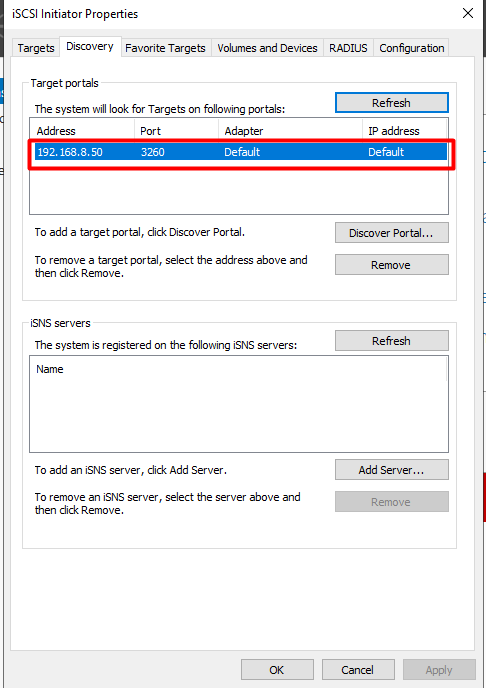 iSCSI Initiator Properties
Targets Discovery Favorite Targets Volumes and Devices RADIUS Configuration
Target portals
The system will look for Targets on following portals: Refresh
Address Port Adapter IP address
192.168.8.50 3260 Default Default
To add a target portal, click Discover Portal. Discover Portal...
To remove a target portal, select the address above and
then click Remove.
Remove
iSNS servers
The system is registered on the following iSNS servers: Refresh
Name
To add an iSNS server, click Add Server. Add Server...
To remove an iSNS server, select the server above and
then click Remove.
Remove
OK Cancel Apply